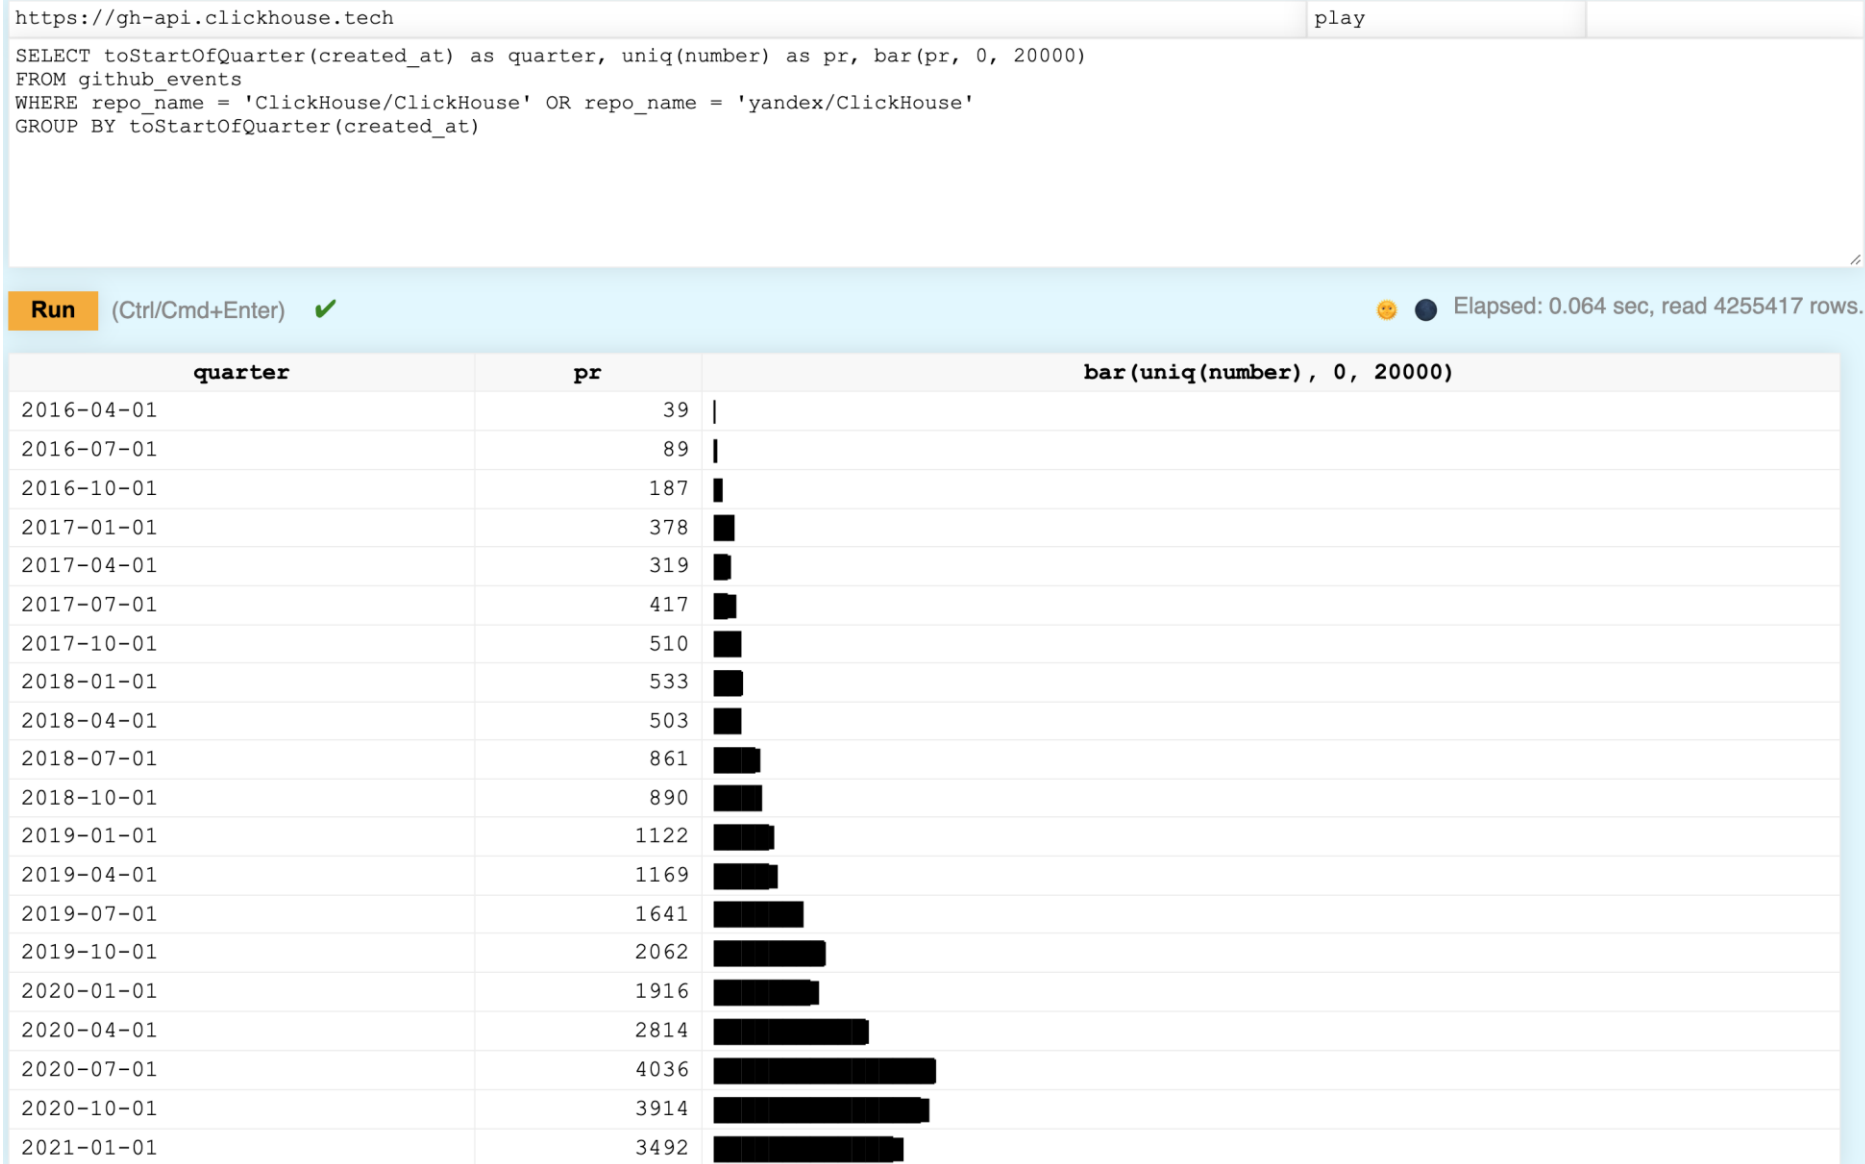 https://gh-api.clickhouse.tech play
SELECT toStartOfQuarter(created_at) as quarter, uniq(number) as pr, bar(pr, 0, 20000)
FROM github_events
WHERE repo_name = 'ClickHouse/ClickHouse' OR repo_name = 'yandex/ClickHouse'
GROUP BY toStartOfQuarter(created_at)
Run (Ctrl/Cmd+Enter) ✔ Elapsed: 0.064 sec, read 4255417 rows.
quarter pr bar(uniq(number), 0, 20000)
2016-04-01 39
2016-07-01 89
2016-10-01 187
2017-01-01 378
2017-04-01 319
2017-07-01 417
2017-10-01 510
2018-01-01 533
2018-04-01 503
2018-07-01 861
2018-10-01 890
2019-01-01 1122
2019-04-01 1169
2019-07-01 1641
2019-10-01 2062
2020-01-01 1916
2020-04-01 2814
2020-07-01 4036
2020-10-01 3914
2021-01-01 3492